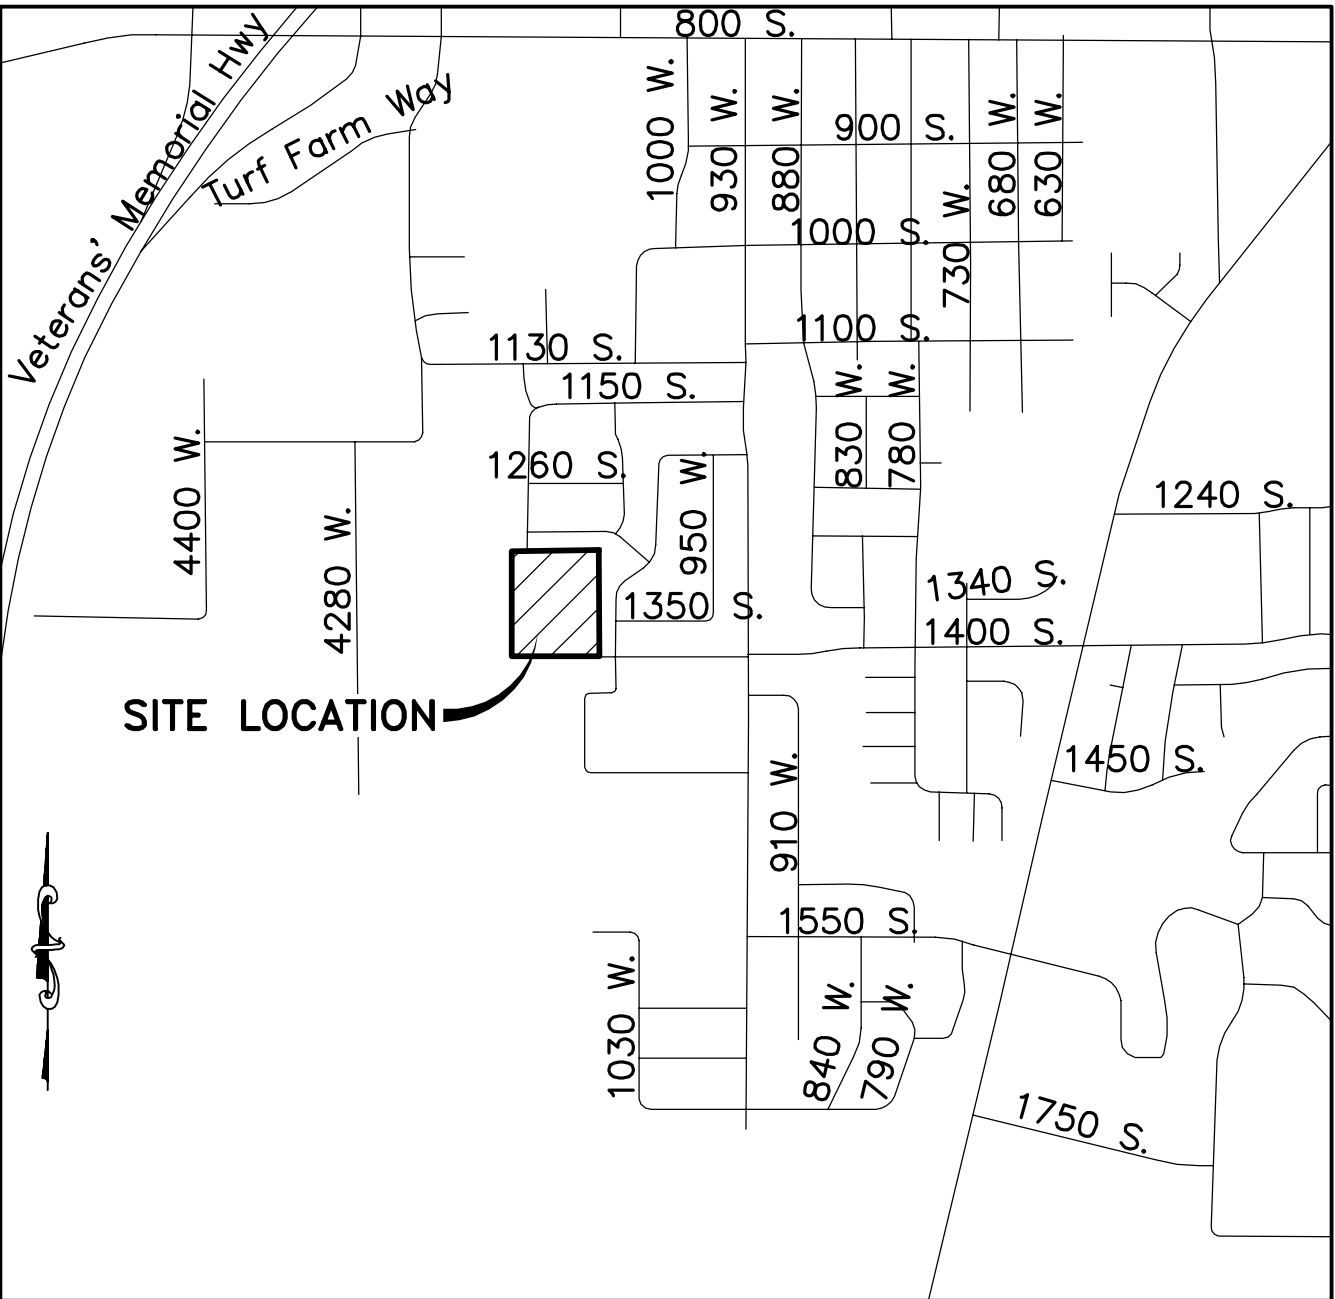 800 S.
Veterans' Memorial Hwy
Turf Farm Way
1000 W.
930 W.
880 W.
900 S.
680 W.
630 W.
1000 S.
730 W.
1100 S.
1130 S.
1150 S.
830 W.
780 W.
4400 W.
1260 S.
950 W.
1240 S.
4280 W.
1340 S.
1350 S.
1400 S.
SITE LOCATION
910 W.
1450 S.
1550 S.
1030 W.
840 W.
790 W.
1750 S.